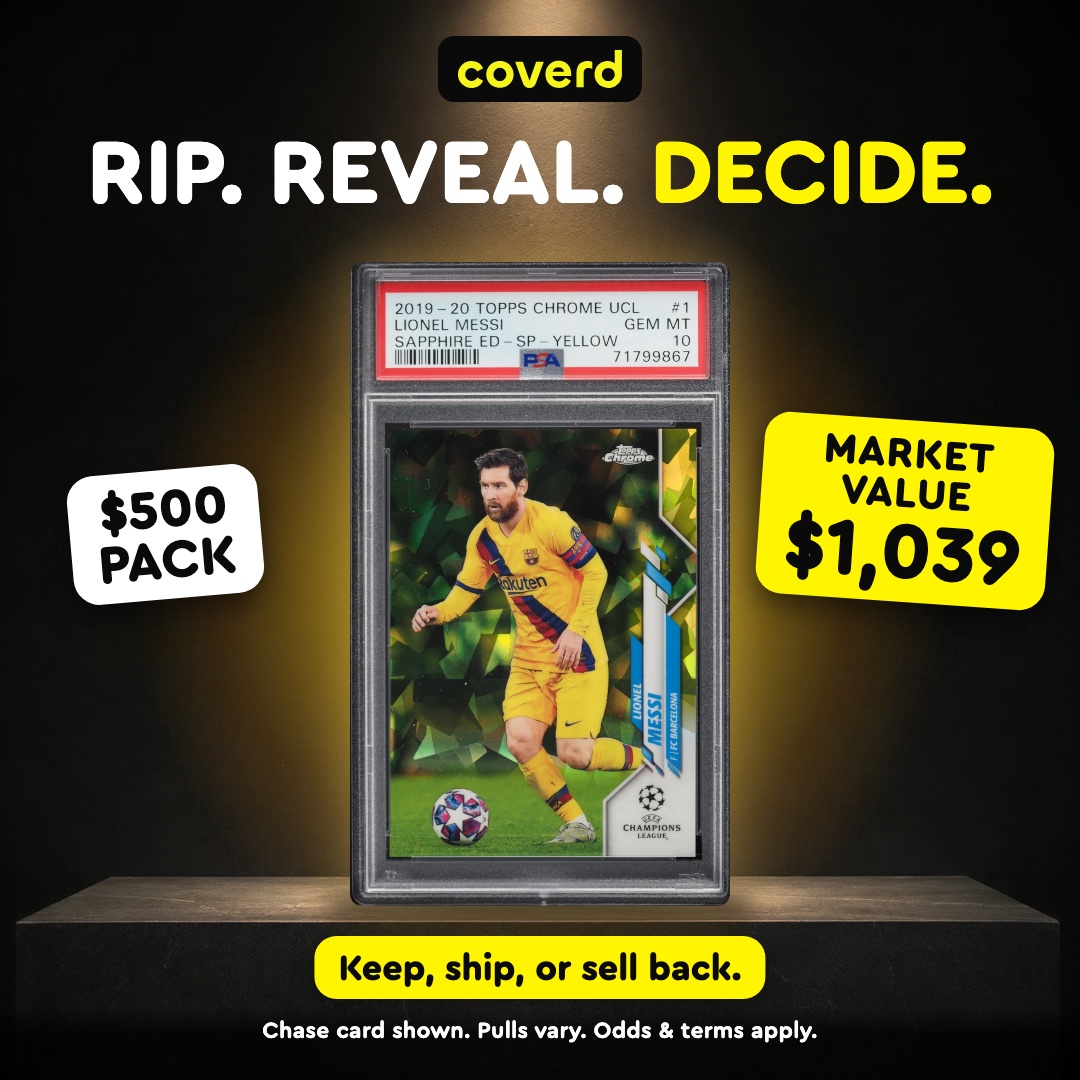 coverd
RIP. REVEAL. DECIDE.
2019-20 TOPPS CHROME UCL #1
LIONEL MESSI GEM MT
SAPPHIRE ED-SP-YELLOW 10
PSA 71799867
$500
PACK
MARKET
VALUE
$1,039
Topps
Chrome
Rakuten
LIONEL
MESSI
F | FC BARCELONA
UEFA
CHAMPIONS
LEAGUE
Keep, ship, or sell back.
Chase card shown. Pulls vary. Odds & terms apply.